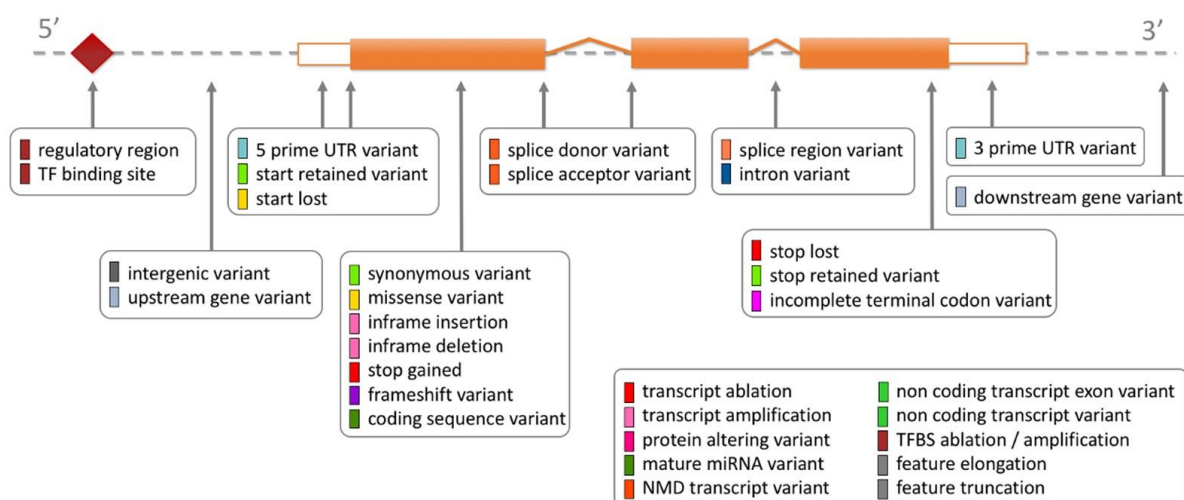 5’
3’
regulatory region
TF binding site
5 prime UTR variant
start retained variant
start lost
splice donor variant
splice acceptor variant
splice region variant
intron variant
3 prime UTR variant
downstream gene variant
intergenic variant
upstream gene variant
synonymous variant
missense variant
inframe insertion
inframe deletion
stop gained
frameshift variant
coding sequence variant
stop lost
stop retained variant
incomplete terminal codon variant
transcript ablation
transcript amplification
protein altering variant
mature miRNA variant
NMD transcript variant
non coding transcript exon variant
non coding transcript variant
TFBS ablation / amplification
feature elongation
feature truncation